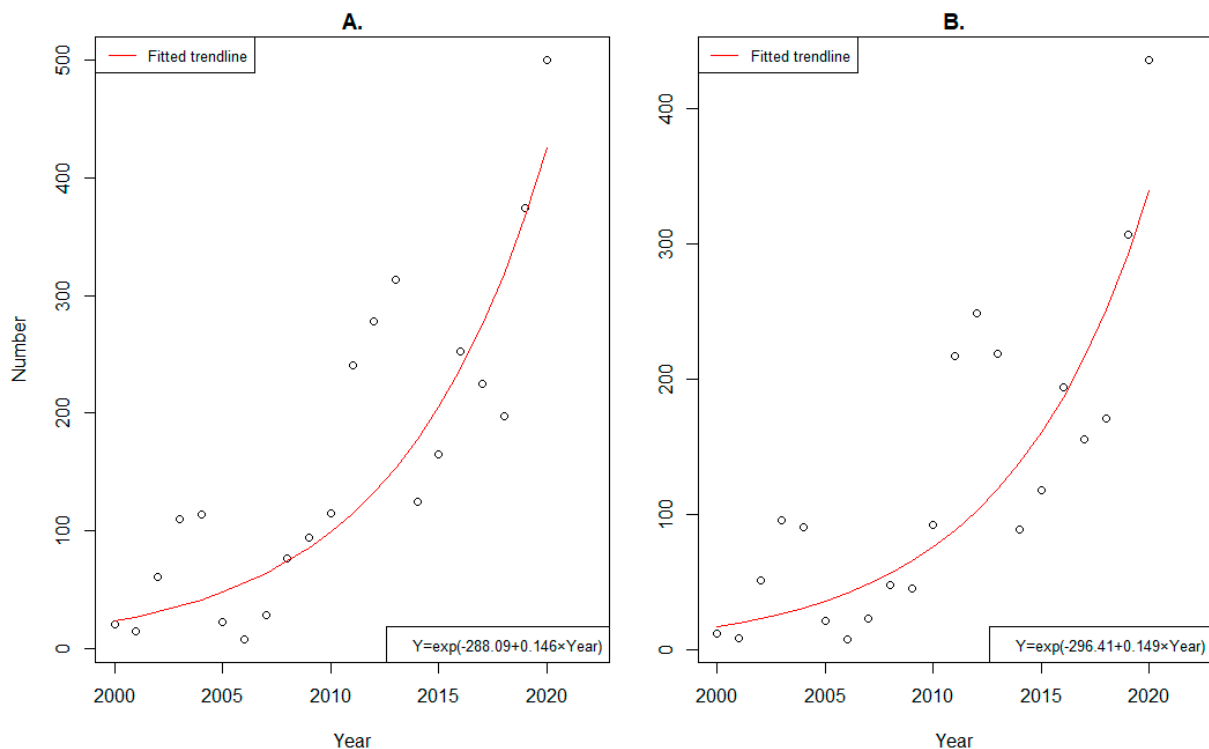 A.
Fitted trendline
500
400
300
200
100
0
Number
Y=exp(-288.09+0.146×Year)
2000 2005 2010 2015 2020
Year
B.
Fitted trendline
400
300
200
100
0
Y=exp(-296.41+0.149×Year)
2000 2005 2010 2015 2020
Year